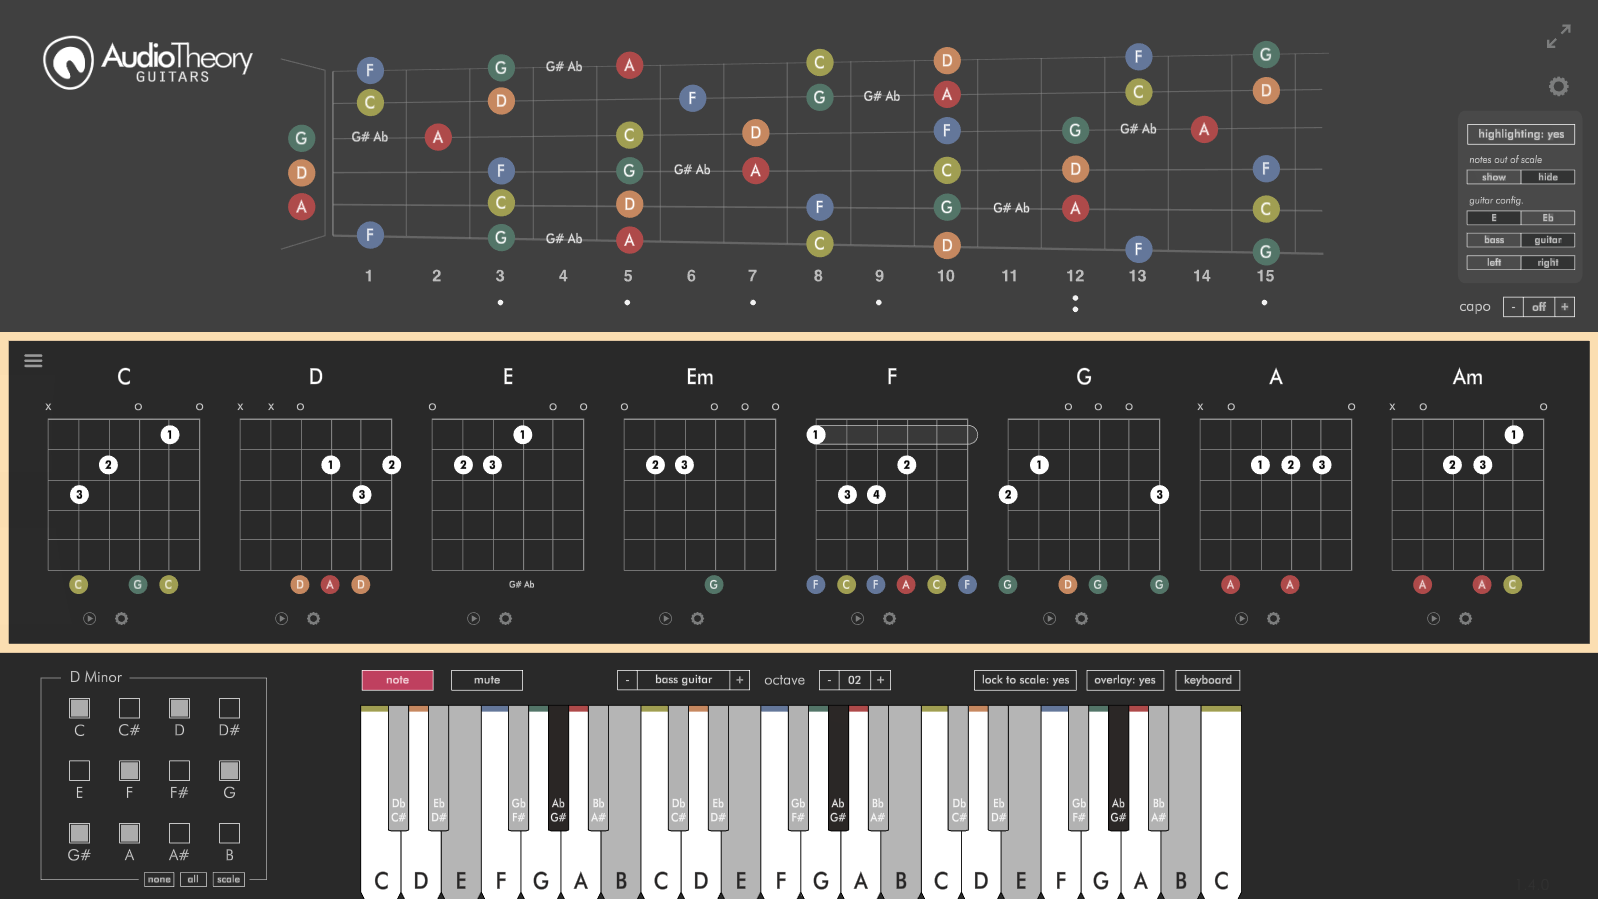 AudioTheory
GUITARS
F G G# Ab A C D F G
C D F G G# Ab A C D
G G# Ab A C D F G G# Ab A
D F G G# Ab A C D F
A C D F G G# Ab A C
F G G# Ab A C D F G
1 2 3 4 5 6 7 8 9 10 11 12 13 14 15
highlighting: yes
notes out of scale
show hide
guitar config.
E Eb
bass guitar
left right
capo - off +
C D E Em F G A Am
x o o x x o o o o o o o o o o o x o o x o o
1 1 1 1
2 1 2 2 3 2 3 2 1 1 2 3 2 3
3 3 3 4 2 3
C G C D A D G# Ab G F C F A C F G D G G A A A A C
D Minor
C C# D D#
E F F# G
G# A A# B
none all scale
note mute - bass guitar + octave - 02 + lock to scale: yes overlay: yes keyboard
Db Eb Gb Ab Bb Db Eb Gb Ab Bb Db Eb Gb Ab Bb
C# D# F# G# A# C# D# F# G# A# C# D# F# G# A#
C D E F G A B C D E F G A B C D E F G A B C